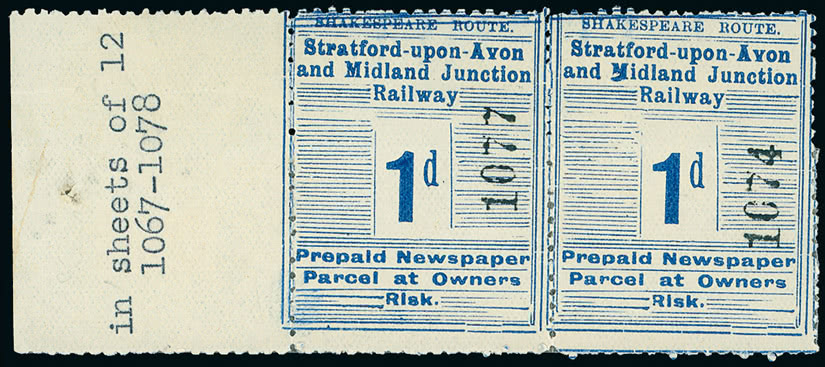 in sheets of 12
1067-1078
SHAKESPEARE ROUTE.
Stratford-upon-Avon
and Midland Junction
Railway
1d
1077
Prepaid Newspaper
Parcel at Owners
Risk.
SHAKESPEARE ROUTE.
Stratford-upon-Avon
and Midland Junction
Railway
1d
1074
Prepaid Newspaper
Parcel at Owners
Risk.